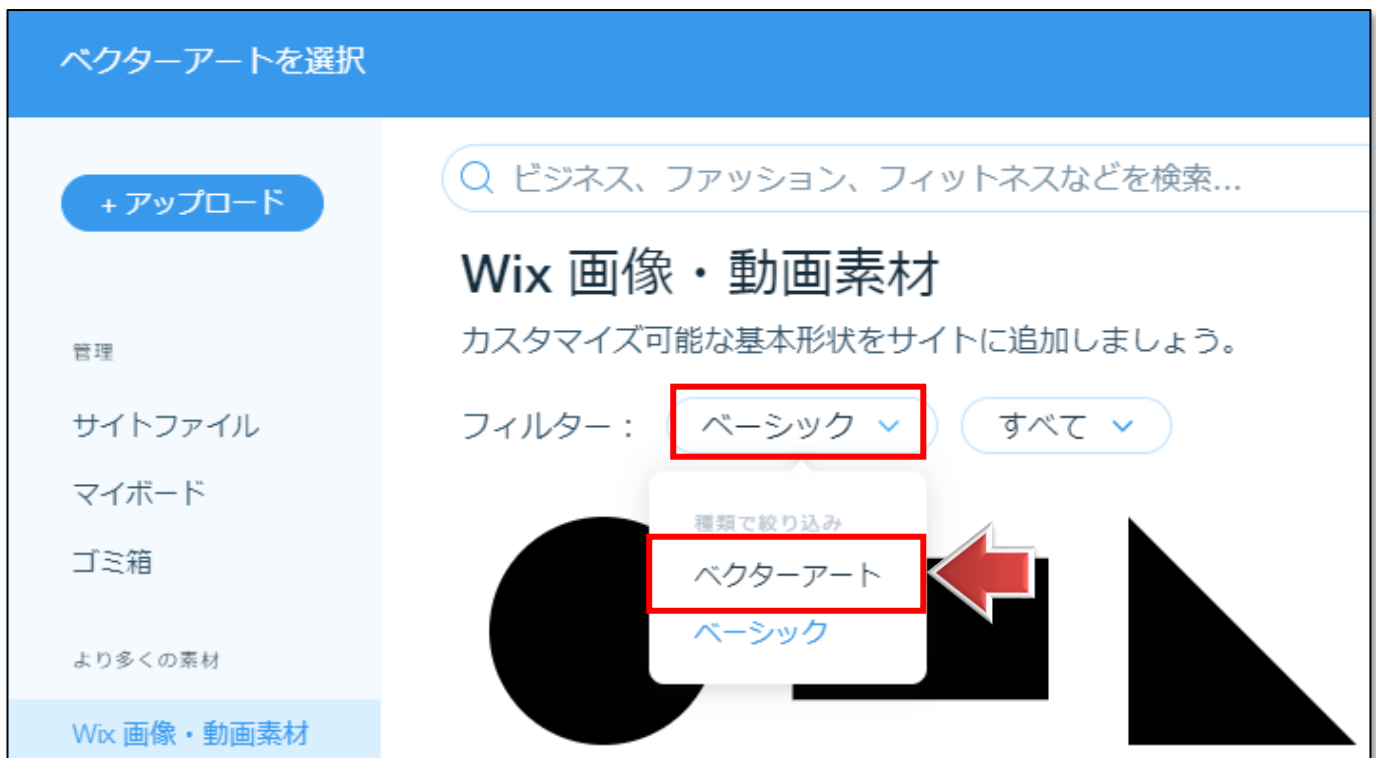 ベクターアートを選択
+ アップロード
ビジネス、ファッション、フィットネスなどを検索...
Wix 画像・動画素材
カスタマイズ可能な基本形状をサイトに追加しましょう。
管理
サイトファイル
マイボード
ゴミ箱
より多くの素材
Wix 画像・動画素材
フィルター： ベーシック すべて
種類で絞り込み
ベクターアート
ベーシック